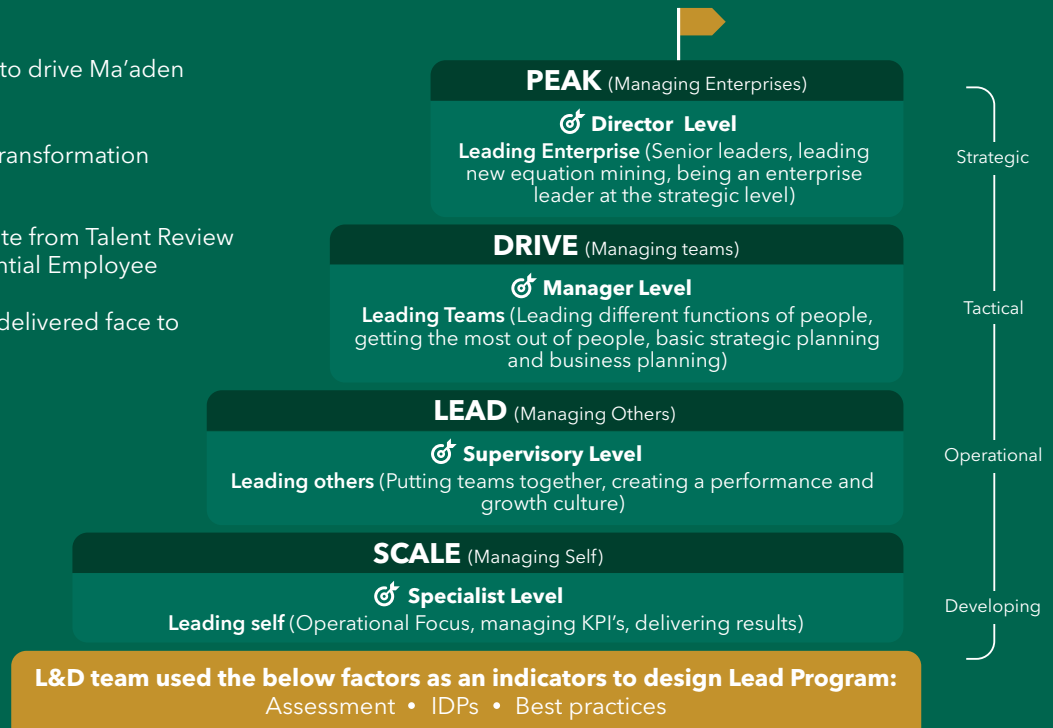 to drive Ma'aden
ransformation
te from Talent Review
ntial Employee
delivered face to
PEAK (Managing Enterprises)
Director Level
Leading Enterprise (Senior leaders, leading
new equation mining, being an enterprise
leader at the strategic level)
Strategic
DRIVE (Managing teams)
Manager Level
Leading Teams (Leading different functions of people,
getting the most out of people, basic strategic planning
and business planning)
Tactical
LEAD (Managing Others)
Supervisory Level
Leading others (Putting teams together, creating a performance and
growth culture)
Operational
SCALE (Managing Self)
Specialist Level
Leading self (Operational Focus, managing KPI's, delivering results)
Developing
L&D team used the below factors as an indicators to design Lead Program:
Assessment • IDPs • Best practices